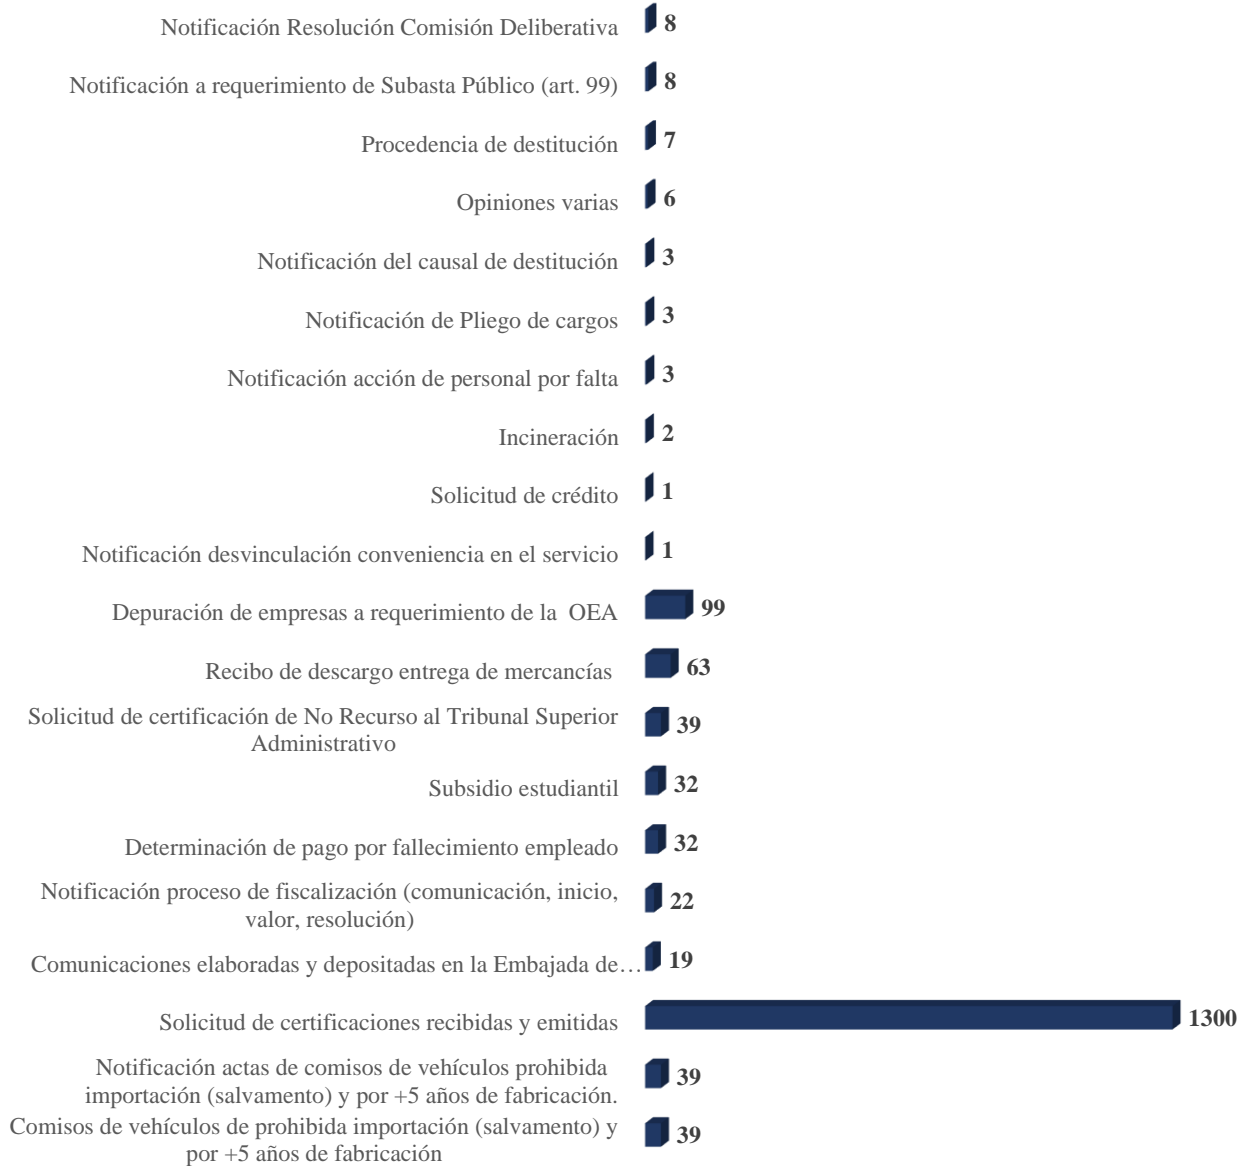 Notificación Resolución Comisión Deliberativa 8
Notificación a requerimiento de Subasta Público (art. 99) 8
Procedencia de destitución 7
Opiniones varias 6
Notificación del causal de destitución 3
Notificación de Pliego de cargos 3
Notificación acción de personal por falta 3
Incineración 2
Solicitud de crédito 1
Notificación desvinculación conveniencia en el servicio 1
Depuración de empresas a requerimiento de la OEA 99
Recibo de descargo entrega de mercancías 63
Solicitud de certificación de No Recurso al Tribunal Superior
Administrativo 39
Subsidio estudiantil 32
Determinación de pago por fallecimiento empleado 32
Notificación proceso de fiscalización (comunicación, inicio,
valor, resolución) 22
Comunicaciones elaboradas y depositadas en la Embajada de… 19
Solicitud de certificaciones recibidas y emitidas 1300
Notificación actas de comisos de vehículos prohibida
importación (salvamento) y por +5 años de fabricación. 39
Comisos de vehículos de prohibida importación (salvamento) y
por +5 años de fabricación 39